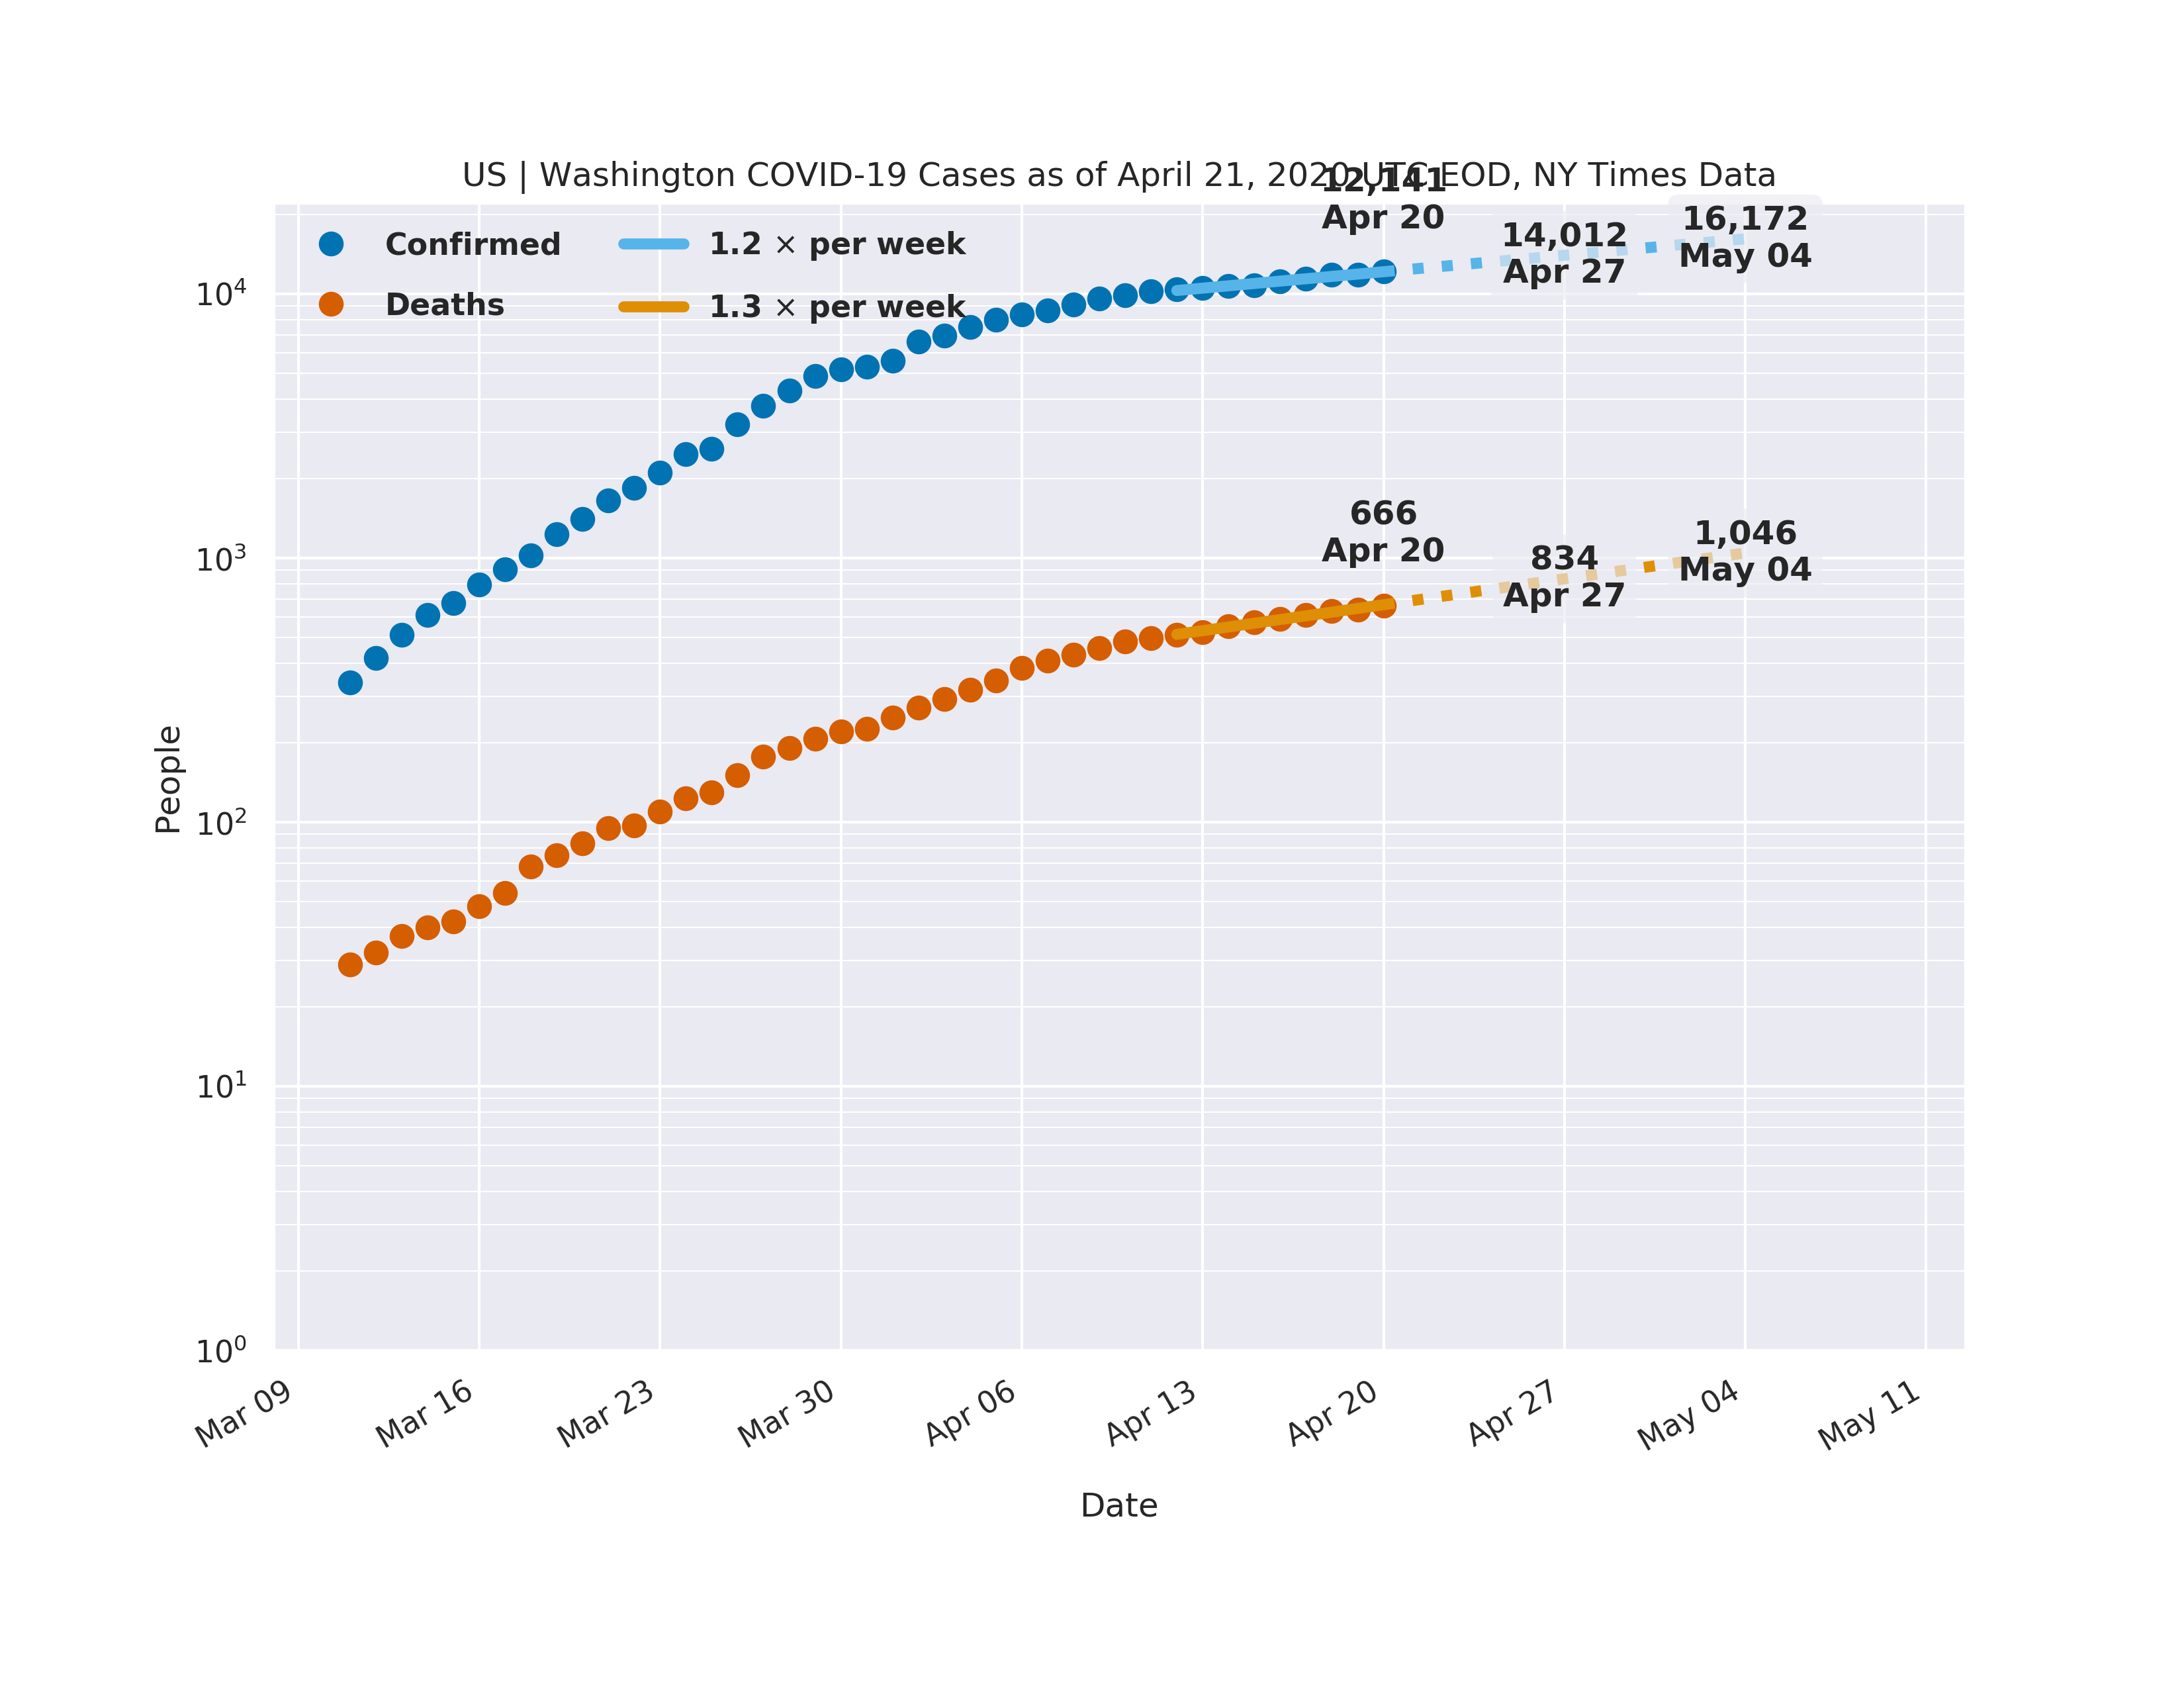 US | Washington COVID-19 Cases as of April 21, 2020 UTC EOD, NY Times Data
12,141
Apr 20
14,012
Apr 27
16,172
May 04
Confirmed
Deaths
1.2 × per week
1.3 × per week
666
Apr 20
834
Apr 27
1,046
May 04
People
10⁴
10³
10²
10¹
10⁰
Mar 09
Mar 16
Mar 23
Mar 30
Apr 06
Apr 13
Apr 20
Apr 27
May 04
May 11
Date